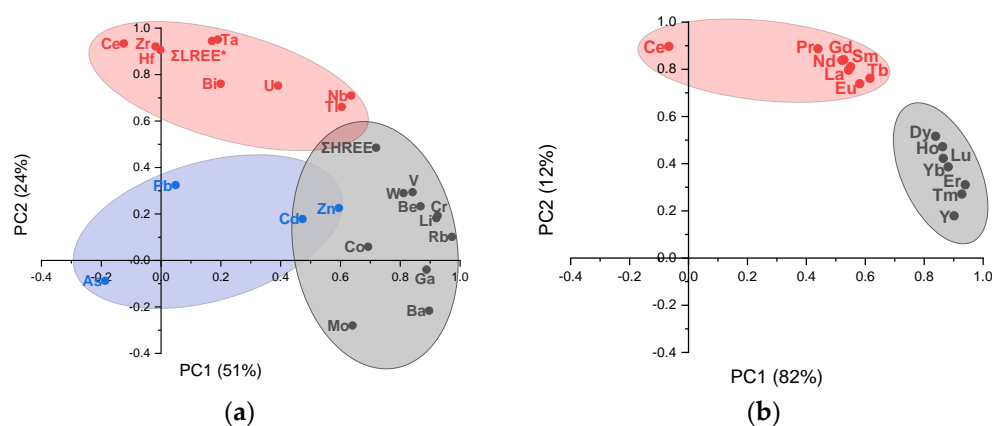 1.0
Ce
Zr
Ta
Hf
ΣLREE*
0.8
Bi
U
Nb
Tl
0.6
ΣHREE
0.4
Pb
V
W
Be
Cr
0.2
Cd
Zn
Li
Rb
Co
0.0
-0.4
-0.2
0.0
0.2
0.4
0.6
0.8
1.0
As
Ga
Ba
-0.2
Mo
-0.4
PC2 (24%)
PC1 (51%)
(a)
1.0
Ce
Pr
Gd
Sm
Nd
0.8
La
Tb
Eu
0.6
Dy
Ho
0.4
Lu
Yb
Er
Tm
0.2
Y
0.0
-0.4
-0.2
0.0
0.2
0.4
0.6
0.8
1.0
-0.2
-0.4
PC2 (12%)
PC1 (82%)
(b)